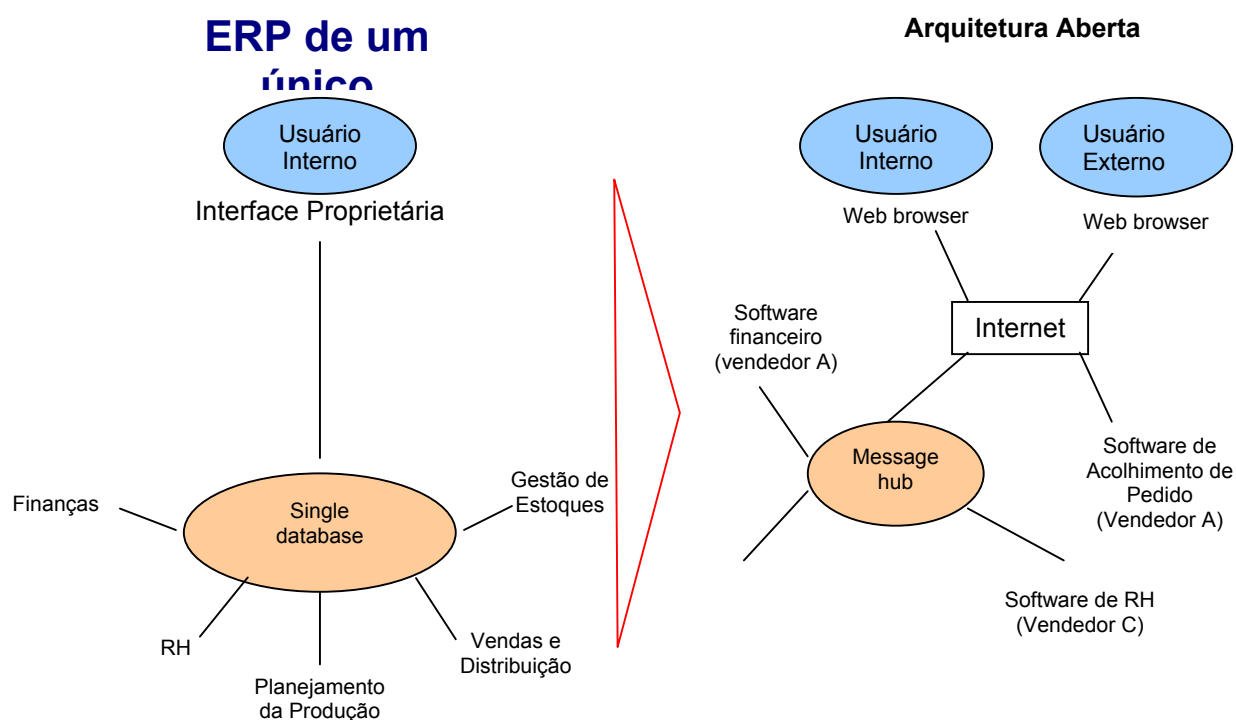 ERP de um
único
Usuário
Interno
Interface Proprietária
Finanças
Single
database
Gestão de
Estoques
RH
Planejamento
da Produção
Vendas e
Distribuição
Arquitetura Aberta
Usuário
Interno
Usuário
Externo
Web browser
Web browser
Internet
Software
financeiro
(vendedor A)
Message
hub
Software de
Acolhimento de
Pedido
(Vendedor A)
Software de RH
(Vendedor C)